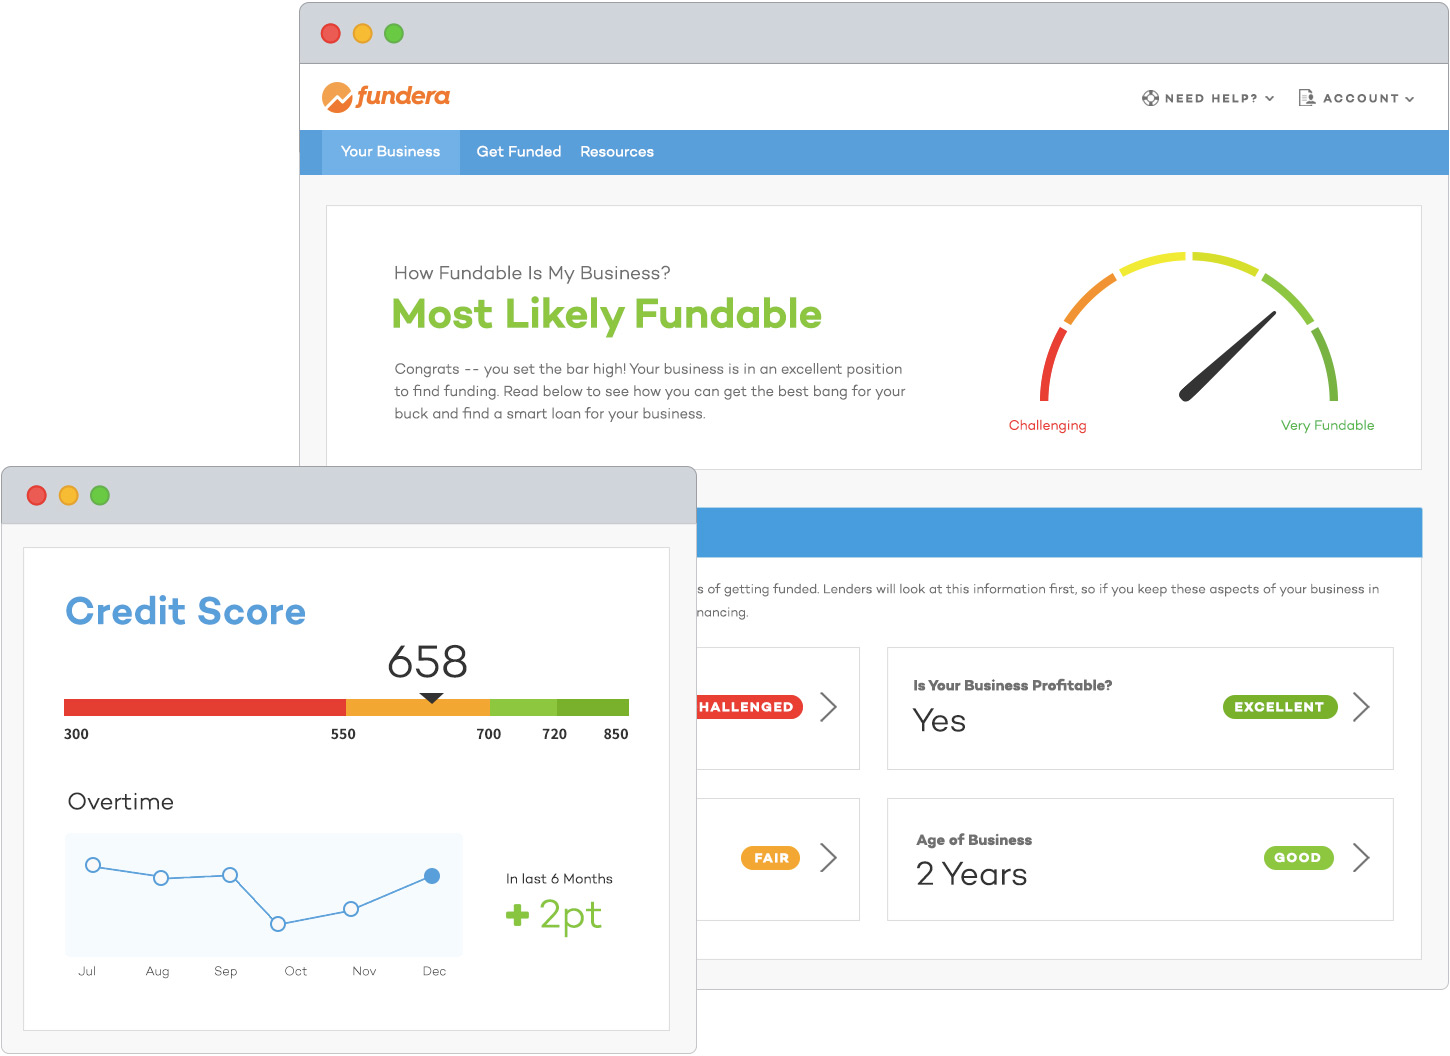 fundera
NEED HELP?
ACCOUNT
Your Business
Get Funded
Resources
How Fundable Is My Business?
Most Likely Fundable
Congrats -- you set the bar high! Your business is in an excellent position
to find funding. Read below to see how you can get the best bang for your
buck and find a smart loan for your business.
Challenging
Very Fundable
of getting funded. Lenders will look at this information first, so if you keep these aspects of your business in
Is Your Business Profitable?
Yes
EXCELLENT
FAIR
Age of Business
2 Years
GOOD
Credit Score
658
300
550
700
720
850
Overtime
In last 6 Months
+ 2pt
Jul
Aug
Sep
Oct
Nov
Dec